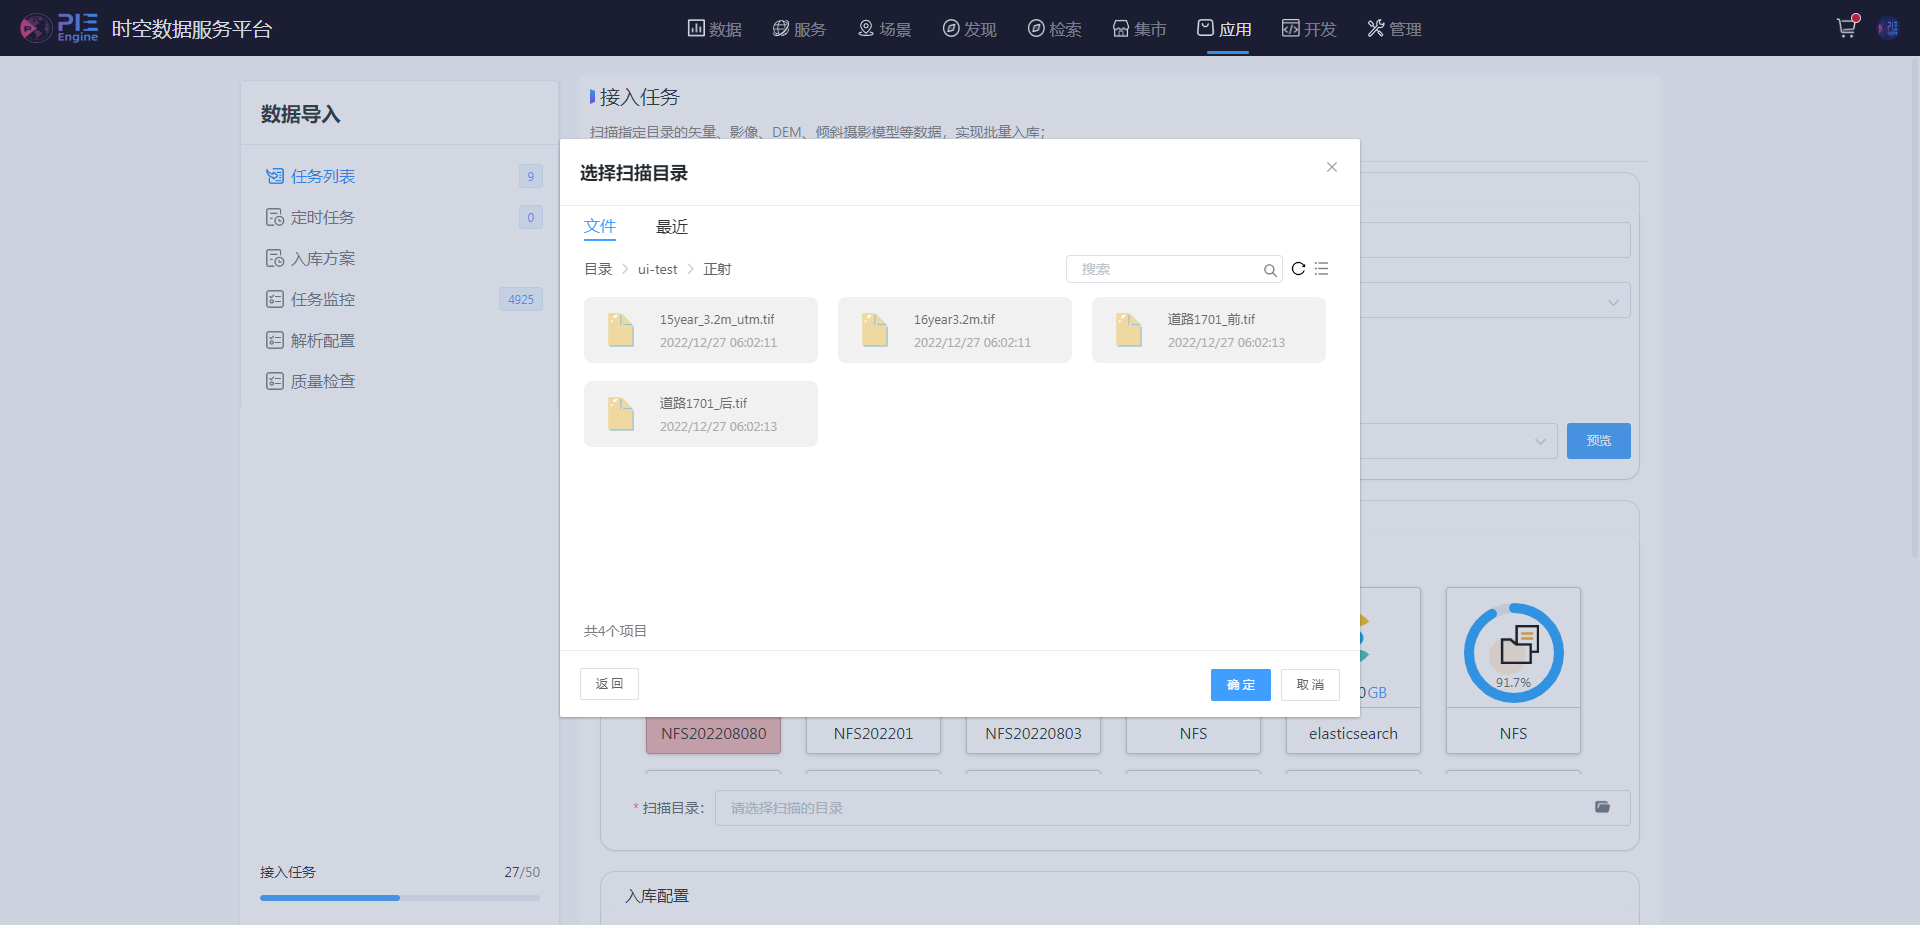 PIE Engine 时空数据服务平台
数据 服务 场景 发现 检索 集市 应用 开发 管理
数据导入
任务列表 9
定时任务 0
入库方案
任务监控 4925
解析配置
质量检查
接入任务 27/50
接入任务
扫描指定目录的矢量、影像、DEM、倾斜摄影模型等数据，实现批量入库；
预览
选择扫描目录
文件 最近
目录 > ui-test > 正射
搜索
15year_3.2m_utm.tif
2022/12/27 06:02:11
16year3.2m.tif
2022/12/27 06:02:11
道路1701_前.tif
2022/12/27 06:02:13
道路1701_后.tif
2022/12/27 06:02:13
共4个项目
返回 确定 取消
0GB
91.7%
NFS202208080 NFS202201 NFS20220803 NFS elasticsearch NFS
* 扫描目录： 请选择扫描的目录
入库配置